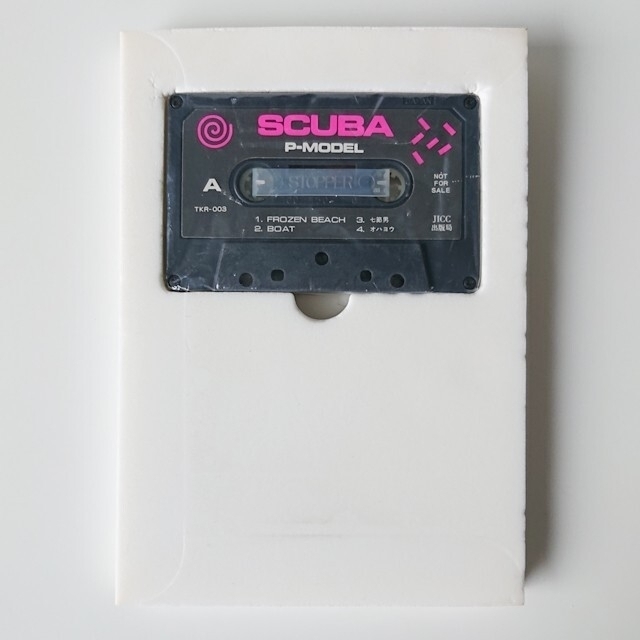 SCUBA
P-MODEL
A
NOT
FOR
SALE
TKR-003
1. FROZEN BEACH 3. 七節男
2. BOAT 4. オハヨウ
JICC
出版局